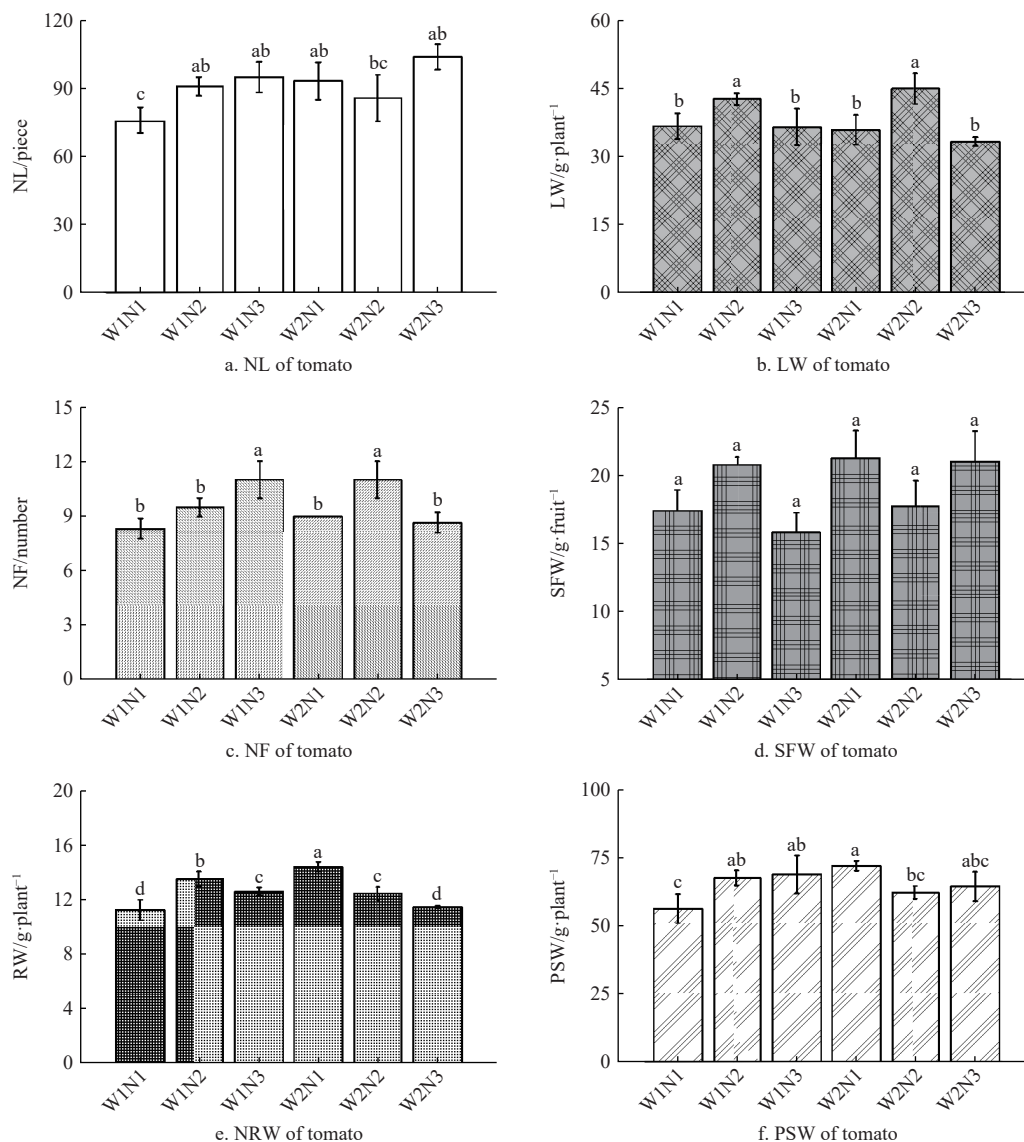 120
90
60
30
0
NL/piece
c
ab
ab
ab
bc
ab
W1N1
W1N2
W1N3
W2N1
W2N2
W2N3
a. NL of tomato
60
45
30
15
0
LW/g·plant⁻¹
b
a
b
b
a
b
W1N1
W1N2
W1N3
W2N1
W2N2
W2N3
b. LW of tomato
15
12
9
6
3
0
NF/number
b
b
a
b
a
b
W1N1
W1N2
W1N3
W2N1
W2N2
W2N3
c. NF of tomato
25
20
15
10
5
SFW/g·fruit⁻¹
a
a
a
a
a
a
W1N1
W1N2
W1N3
W2N1
W2N2
W2N3
d. SFW of tomato
20
16
12
8
4
0
RW/g·plant⁻¹
d
b
c
a
c
d
W1N1
W1N2
W1N3
W2N1
W2N2
W2N3
e. NRW of tomato
100
75
50
25
0
PSW/g·plant⁻¹
c
ab
ab
a
bc
abc
W1N1
W1N2
W1N3
W2N1
W2N2
W2N3
f. PSW of tomato